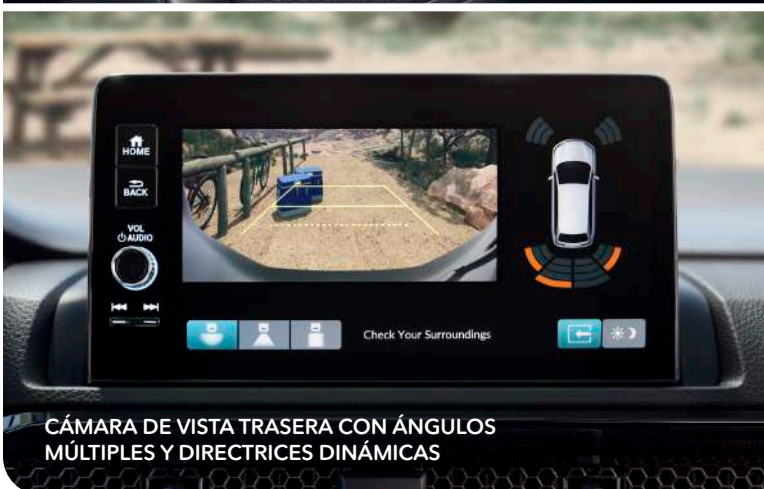 HOME
BACK
VOL
AUDIO
Check Your Surroundings
CÁMARA DE VISTA TRASERA CON ÁNGULOS
MÚLTIPLES Y DIRECTRICES DINÁMICAS